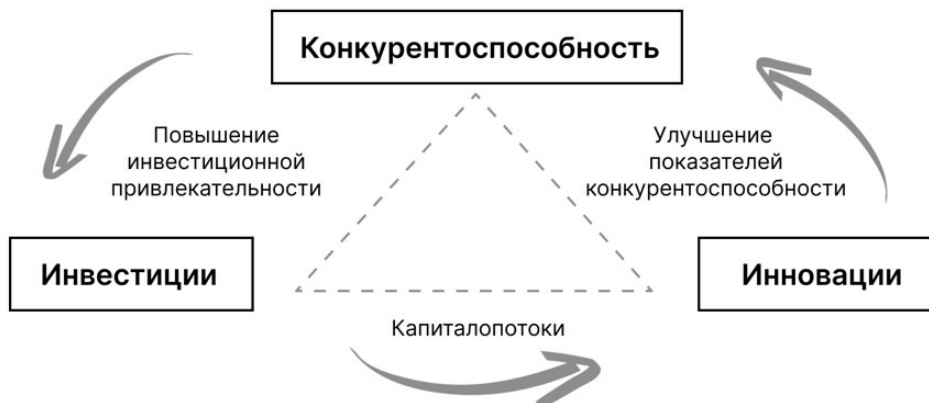 Конкурентоспособность
Повышение
инвестиционной
привлекательности
Улучшение
показателей
конкурентоспособности
Инвестиции
Инновации
Капиталопотоки